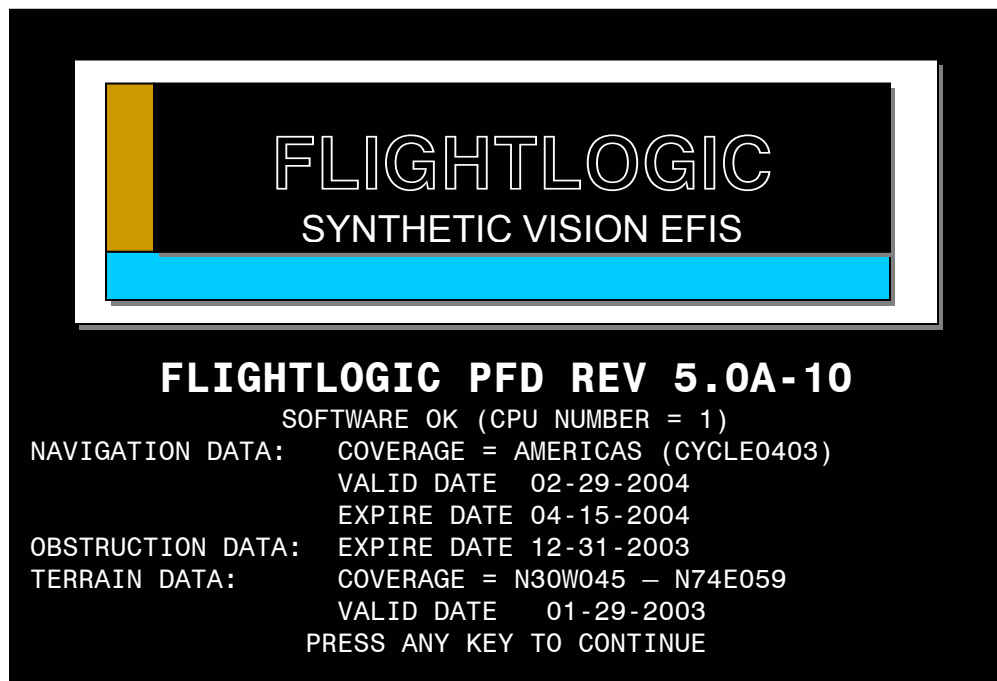 FLIGHTLOGIC
SYNTHETIC VISION EFIS
FLIGHTLOGIC PFD REV 5.0A-10
SOFTWARE OK (CPU NUMBER = 1)
NAVIGATION DATA: COVERAGE = AMERICAS (CYCLE0403)
VALID DATE 02-29-2004
EXPIRE DATE 04-15-2004
OBSTRUCTION DATA: EXPIRE DATE 12-31-2003
TERRAIN DATA: COVERAGE = N30W045 – N74E059
VALID DATE 01-29-2003
PRESS ANY KEY TO CONTINUE